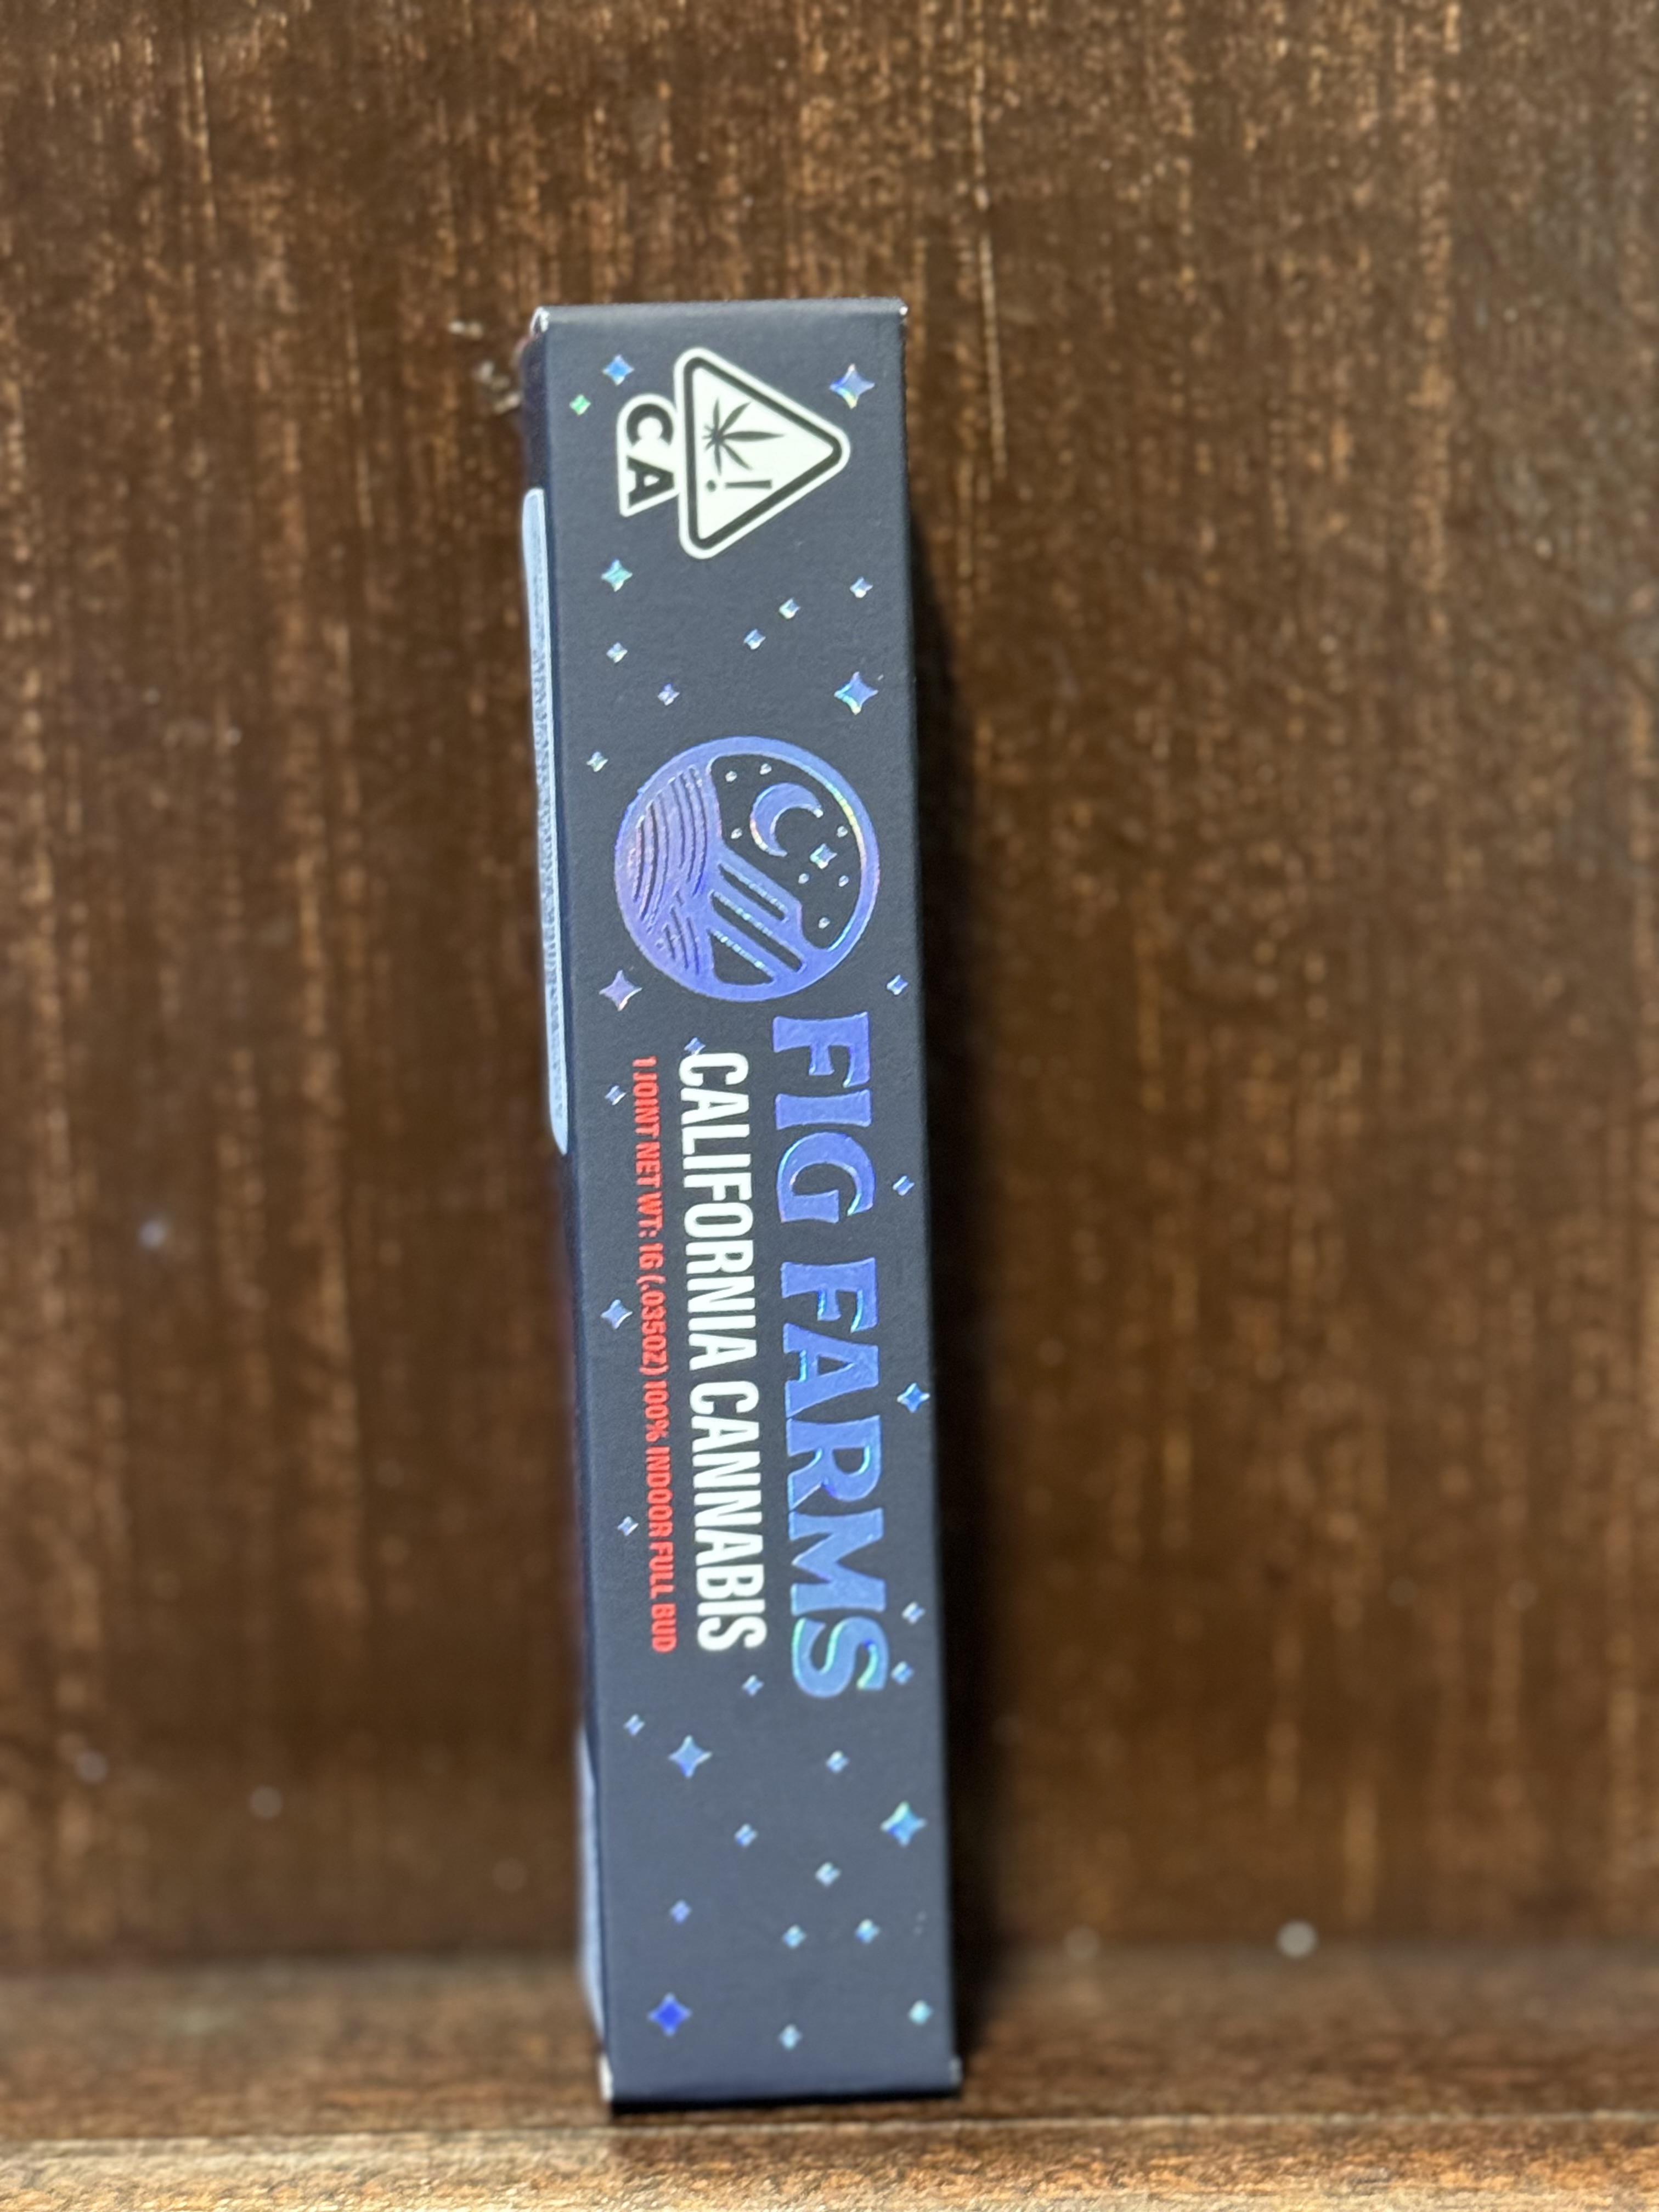 CA
FIG FARMS
CALIFORNIA CANNABIS
1 JOINT NET WT: 1G (.035OZ) 100% INDOOR FULL BUD